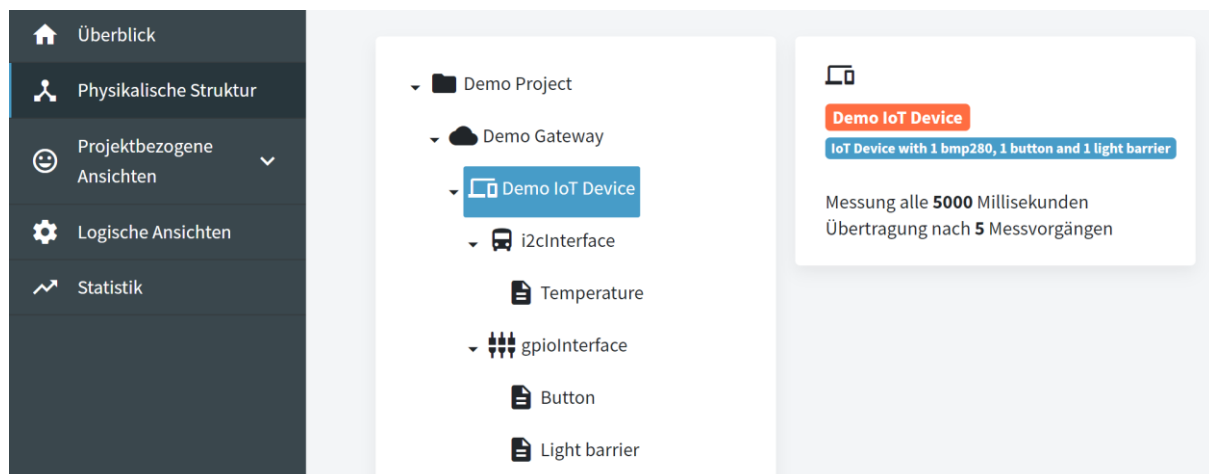 Überblick
Physikalische Struktur
Projektbezogene
Ansichten
Logische Ansichten
Statistik
Demo Project
Demo Gateway
Demo IoT Device
i2cInterface
Temperature
gpioInterface
Button
Light barrier
Demo IoT Device
IoT Device with 1 bmp280, 1 button and 1 light barrier
Messung alle 5000 Millisekunden
Übertragung nach 5 Messvorgängen